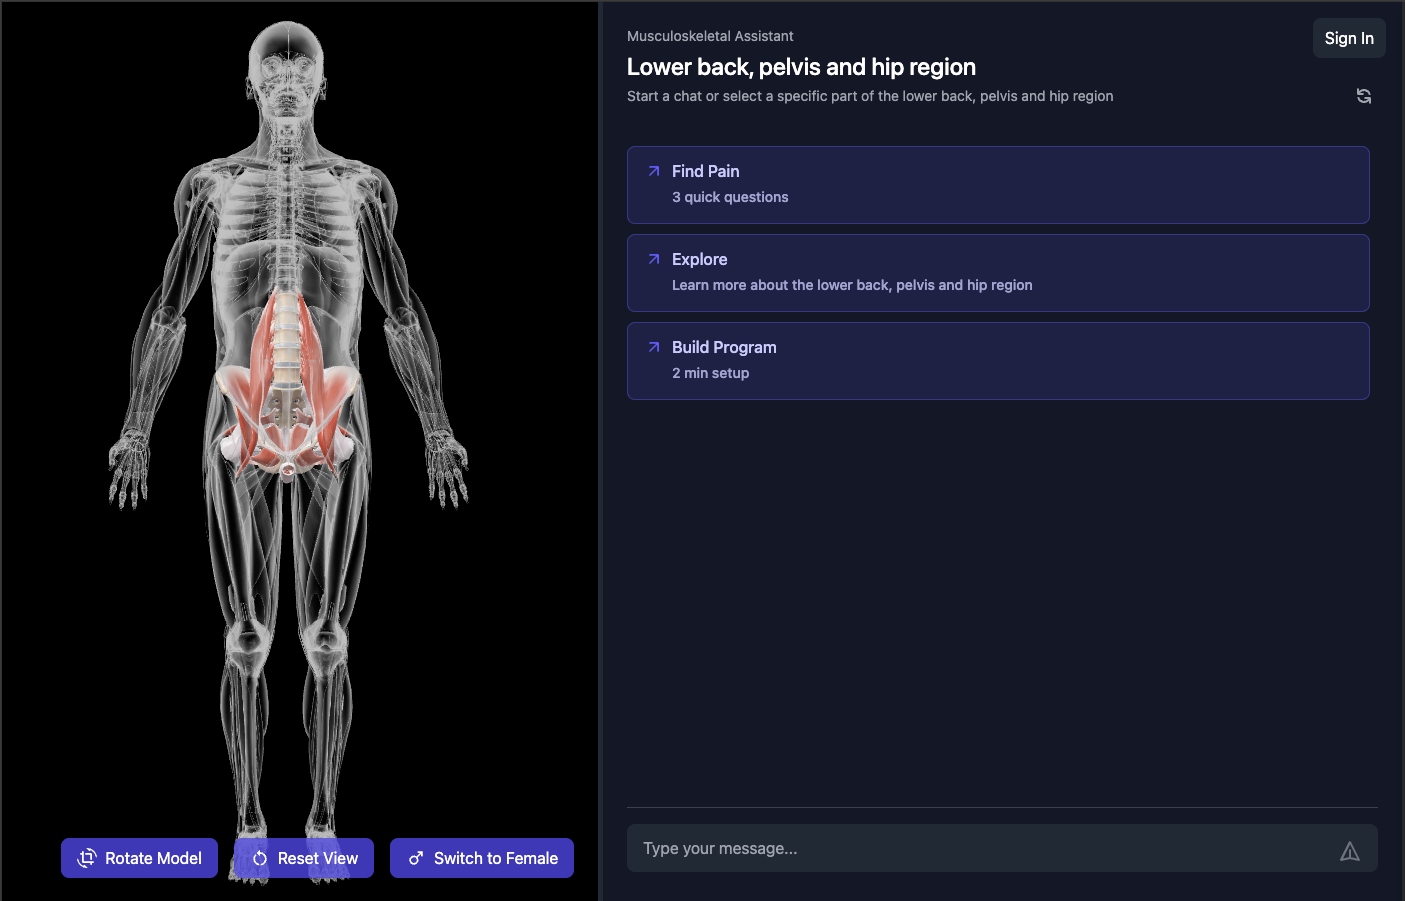 Musculoskeletal Assistant
Sign In
Lower back, pelvis and hip region
Start a chat or select a specific part of the lower back, pelvis and hip region
Find Pain
3 quick questions
Explore
Learn more about the lower back, pelvis and hip region
Build Program
2 min setup
Rotate Model
Reset View
Switch to Female
Type your message...